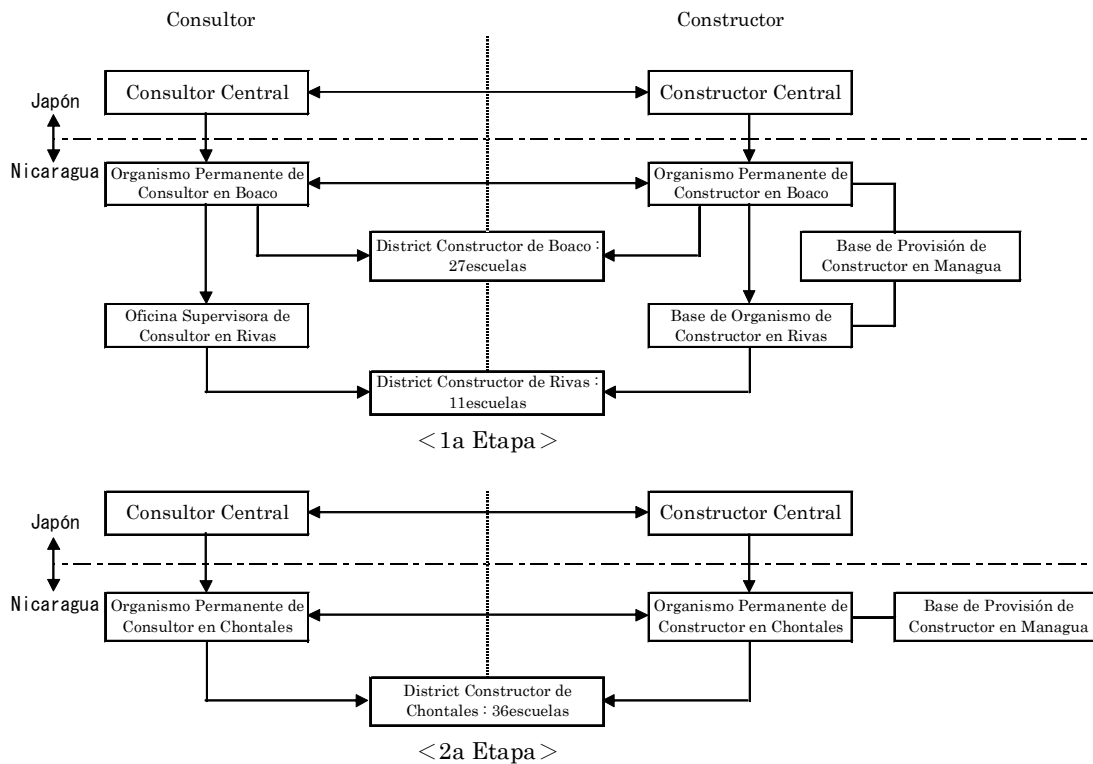 Consultor
Constructor
Consultor Central
Constructor Central
Japón
Nicaragua
Organismo Permanente de
Consultor en Boaco
Organismo Permanente de
Constructor en Boaco
District Constructor de Boaco :
27escuelas
Base de Provisión de
Constructor en Managua
Oficina Supervisora de
Consultor en Rivas
Base de Organismo de
Constructor en Rivas
District Constructor de Rivas :
11escuelas
<1a Etapa>
Consultor Central
Constructor Central
Japón
Nicaragua
Organismo Permanente de
Consultor en Chontales
Organismo Permanente de
Constructor en Chontales
Base de Provisión de
Constructor en Managua
District Constructor de
Chontales : 36escuelas
<2a Etapa>